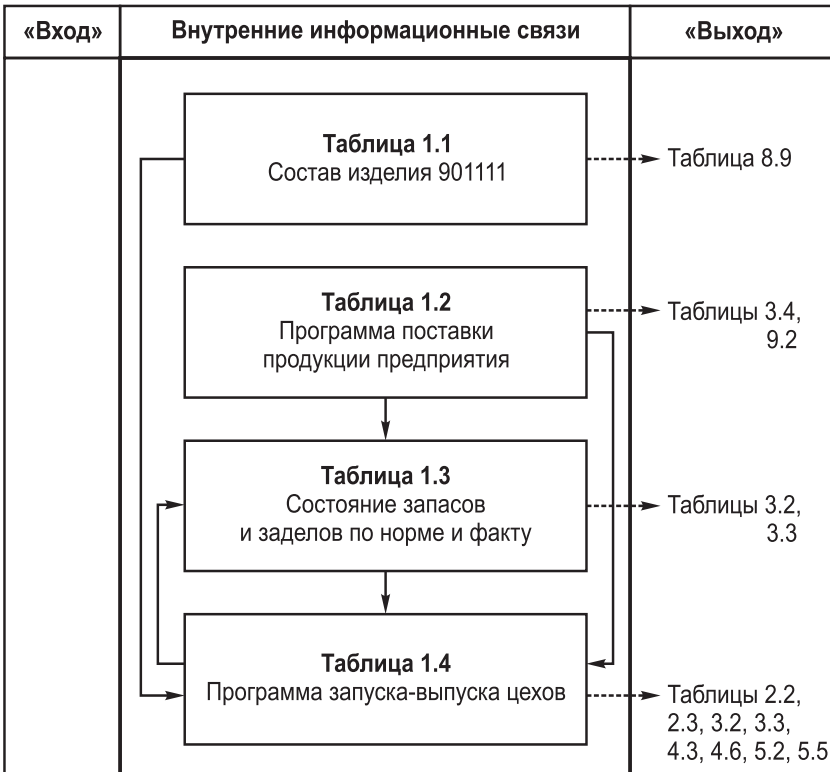 «Вход»
Внутренние информационные связи
«Выход»
Таблица 1.1
Состав изделия 901111
Таблица 8.9
Таблица 1.2
Программа поставки
продукции предприятия
Таблицы 3.4,
9.2
Таблица 1.3
Состояние запасов
и заделов по норме и факту
Таблицы 3.2,
3.3
Таблица 1.4
Программа запуска-выпуска цехов
Таблицы 2.2,
2.3, 3.2, 3.3,
4.3, 4.6, 5.2, 5.5